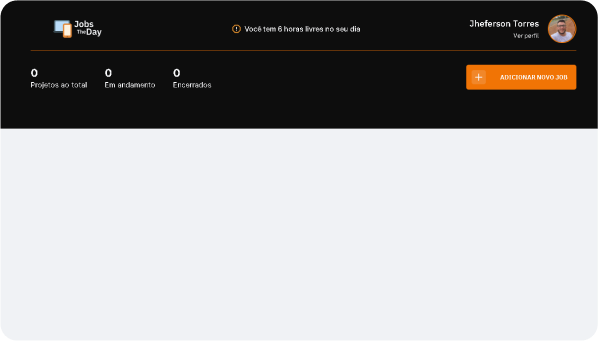 Jobs
The Day
Você tem 6 horas livres no seu dia
Jheferson Torres
Ver perfil
0
Projetos ao total
0
Em andamento
0
Encerrados
ADICIONAR NOVO JOB